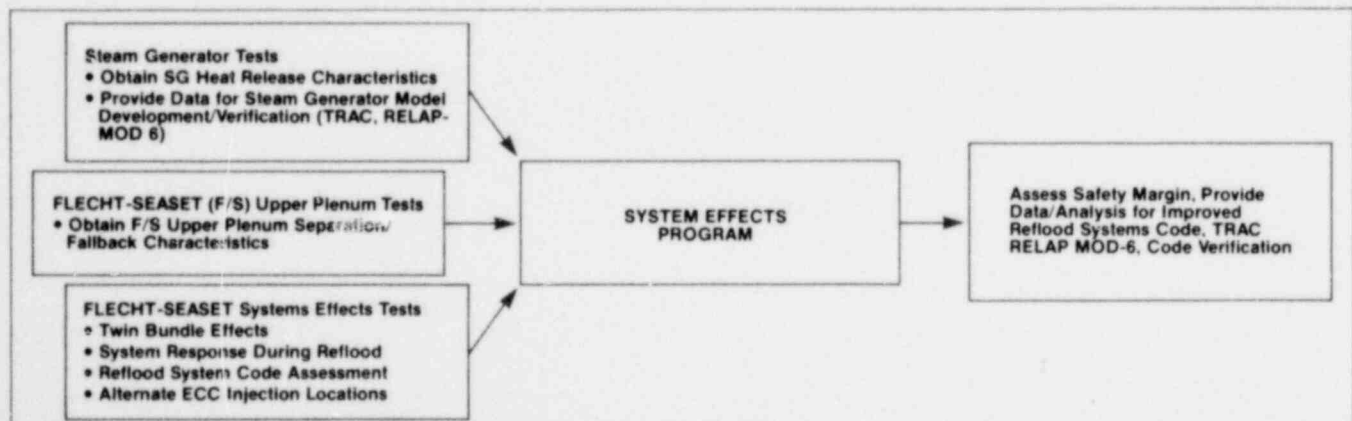 Steam Generator Tests
• Obtain SG Heat Release Characteristics
• Provide Data for Steam Generator Model
Development/Verification (TRAC, RELAP-
MOD 6)
FLECHT-SEASET (F/S) Upper Plenum Tests
• Obtain F/S Upper Plenum Separation/
Fallback Characteristics
FLECHT-SEASET Systems Effects Tests
• Twin Bundle Effects
• System Response During Reflood
• Reflood System Code Assessment
• Alternate ECC Injection Locations
SYSTEM EFFECTS
PROGRAM
Assess Safety Margin, Provide
Data/Analysis for Improved
Reflood Systems Code, TRAC
RELAP MOD-6, Code Verification